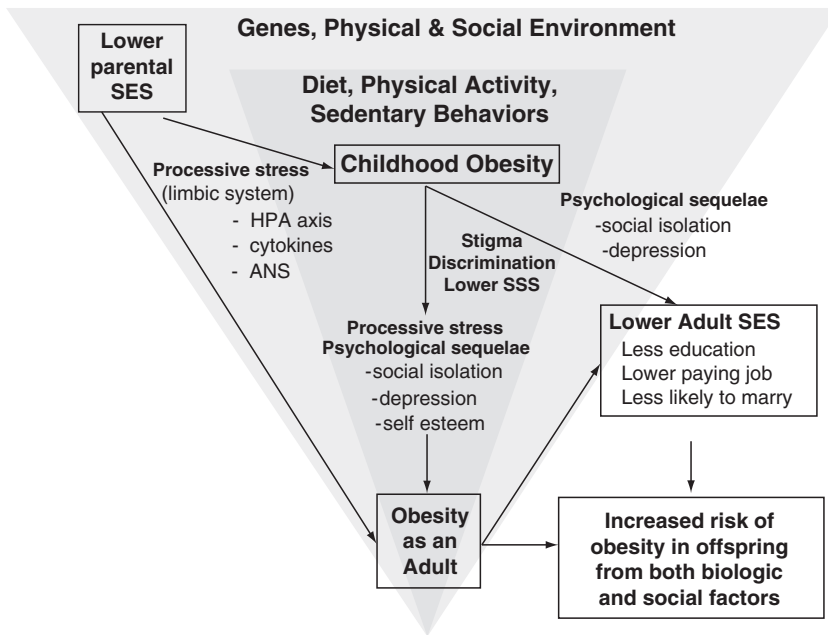 Genes, Physical & Social Environment
Lower
parental
SES
Diet, Physical Activity,
Sedentary Behaviors
Childhood Obesity
Processive stress
(limbic system)
- HPA axis
- cytokines
- ANS
Psychological sequelae
-social isolation
-depression
Stigma
Discrimination
Lower SSS
Processive stress
Psychological sequelae
-social isolation
-depression
-self esteem
Lower Adult SES
Less education
Lower paying job
Less likely to marry
Obesity
as an
Adult
Increased risk of
obesity in offspring
from both biologic
and social factors